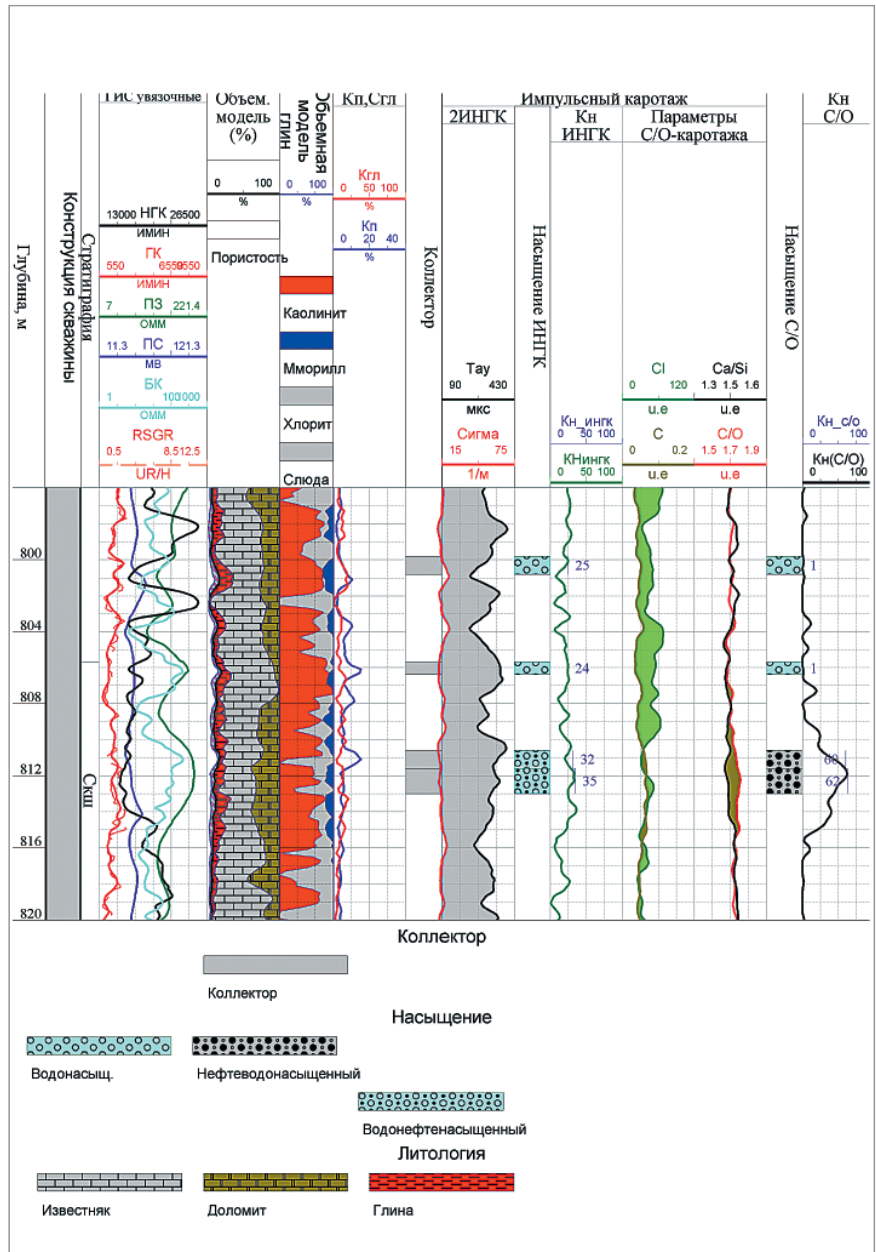 ГИС увязочные
Объем. модель (%)
Объемная модель глин
Кп,Сгл
Импульсный каротаж
Кн С/О
2ИНГК
Кн ИНГК
Параметры С/О-каротажа
Глубина, м
Конструкция скважины
Стратиграфия
13000 НГК 26500
ИМИН
ГК
550 6550 9550
ИМИН
7 ПЗ 221.4
ОММ
11.3 ПС 121.3
МВ
БК
1 100 1000
ОММ
RSGR
0.5 8.5 12.5
UR/H
0 100
%
Пористость
0 100
%
Каолинит
Мморилл
Хлорит
Слюда
Кгл
0 50 100
%
Кп
0 20 40
%
Коллектор
Тау
90 430
мкс
Сигма
15 75
1/м
Насыщение ИНГК
Кн_ингк
0 50 100
КНингк
0 50 100
Cl
0 120
u.e
C
0 0.2
u.e
Ca/Si
1.3 1.5 1.6
u.e
C/O
1.5 1.7 1.9
u.e
Насыщение С/О
Кн_с/о
0 100
Кн(С/О)
0 100
800
804
808
812
816
820
Скш
25
24
32
35
1
1
60
62
Коллектор
Коллектор
Насыщение
Водонасыщ.
Нефтеводонасыщенный
Водонефтенасыщенный
Литология
Известняк
Доломит
Глина